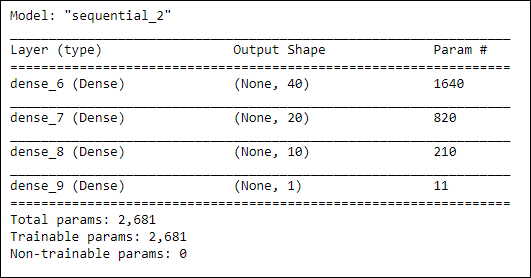 Model: "sequential_2"
Layer (type) Output Shape Param #
dense_6 (Dense) (None, 40) 1640
dense_7 (Dense) (None, 20) 820
dense_8 (Dense) (None, 10) 210
dense_9 (Dense) (None, 1) 11
Total params: 2,681
Trainable params: 2,681
Non-trainable params: 0